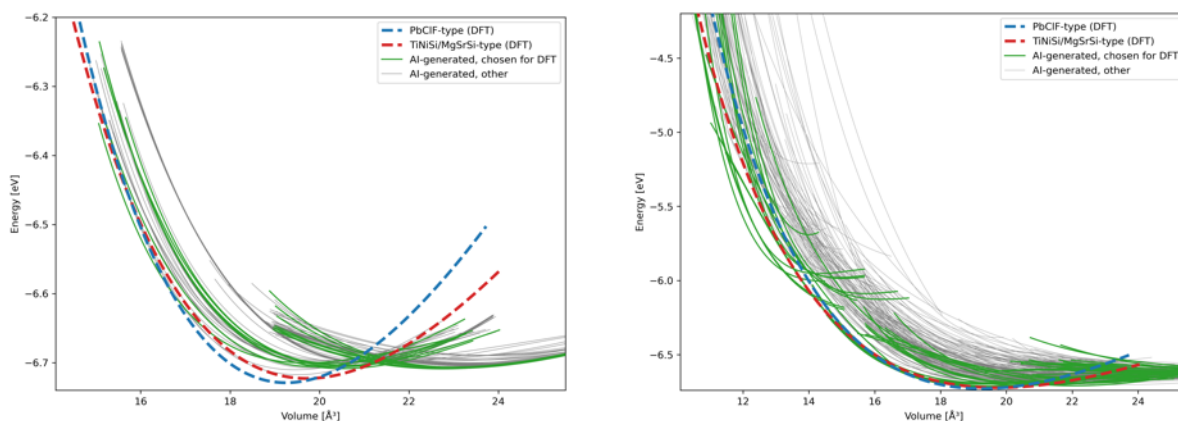 −6.2
−6.3
−6.4
−6.5
−6.6
−6.7
Energy [eV]
16
18
20
22
24
Volume [Å³]
PbClF-type (DFT)
TiNiSi/MgSrSi-type (DFT)
AI-generated, chosen for DFT
AI-generated, other
−4.5
−5.0
−5.5
−6.0
−6.5
Energy [eV]
12
14
16
18
20
22
24
Volume [Å³]
PbClF-type (DFT)
TiNiSi/MgSrSi-type (DFT)
AI-generated, chosen for DFT
AI-generated, other